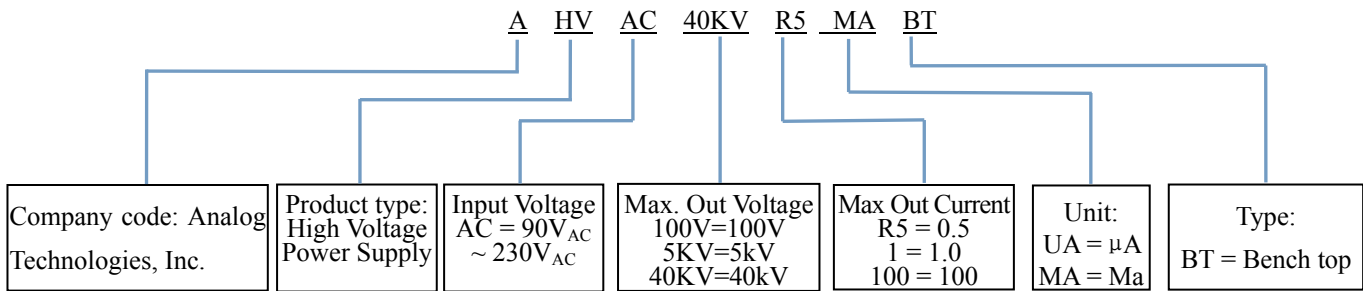 A HV AC 40KV R5 MA BT
Company code: Analog
Technologies, Inc.
Product type:
High Voltage
Power Supply
Input Voltage
AC = 90VAC
~ 230VAC
Max. Out Voltage
100V=100V
5KV=5kV
40KV=40kV
Max Out Current
R5 = 0.5
1 = 1.0
100 = 100
Unit:
UA = μA
MA = Ma
Type:
BT = Bench top